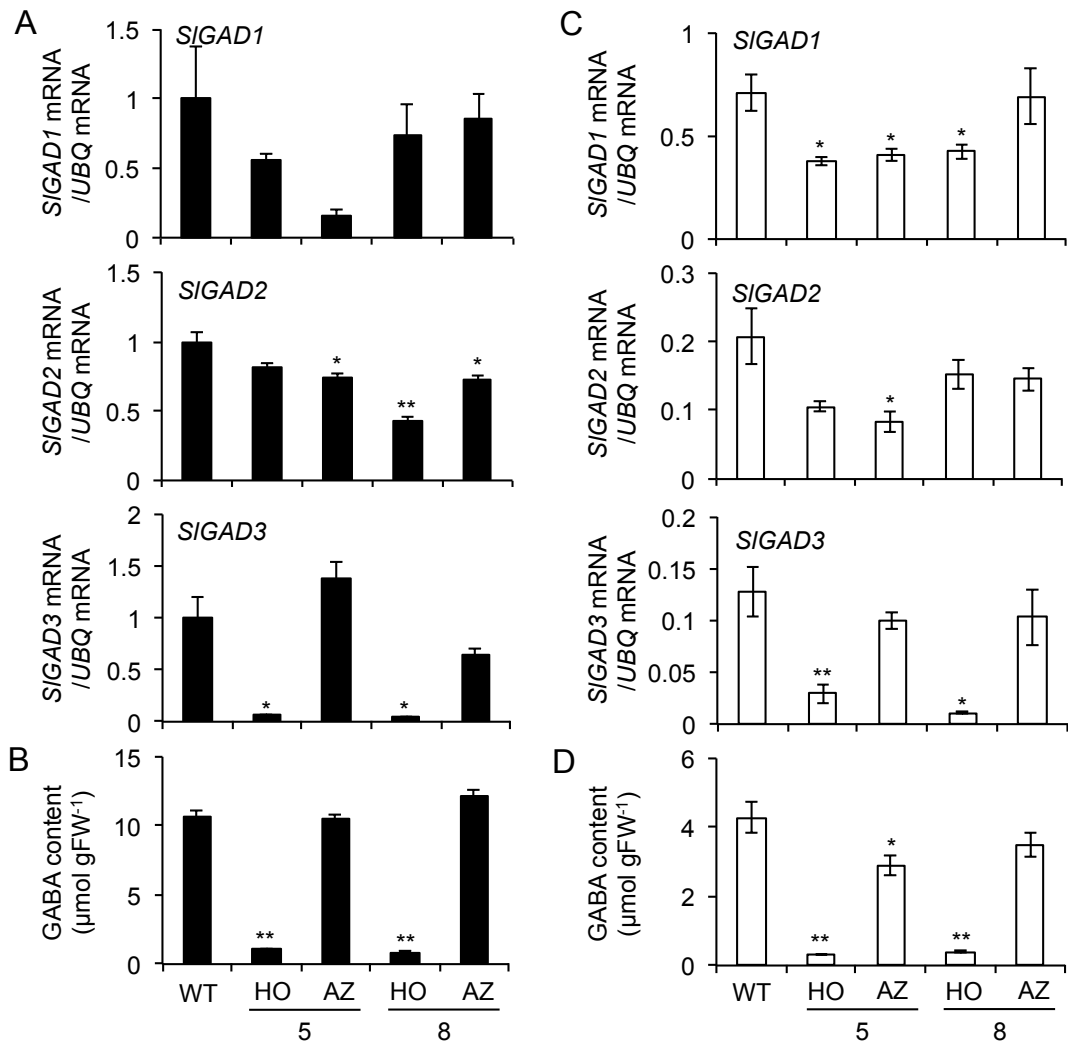 A
SlGAD1
SlGAD1 mRNA
/UBQ mRNA
1.5
1
0.5
0
SlGAD2
SlGAD2 mRNA
/UBQ mRNA
1.5
1
0.5
0
*
**
*
SlGAD3
SlGAD3 mRNA
/UBQ mRNA
2
1.5
1
0.5
0
*
*
B
GABA content
(µmol gFW-1)
15
10
5
0
**
**
WT
HO
AZ
HO
AZ
5
8
C
SlGAD1
SlGAD1 mRNA
/UBQ mRNA
1
0.5
0
*
*
*
SlGAD2
SlGAD2 mRNA
/UBQ mRNA
0.3
0.2
0.1
0
*
SlGAD3
SlGAD3 mRNA
/UBQ mRNA
0.2
0.15
0.1
0.05
0
**
*
D
GABA content
(µmol gFW-1)
6
4
2
0
**
*
**
WT
HO
AZ
HO
AZ
5
8